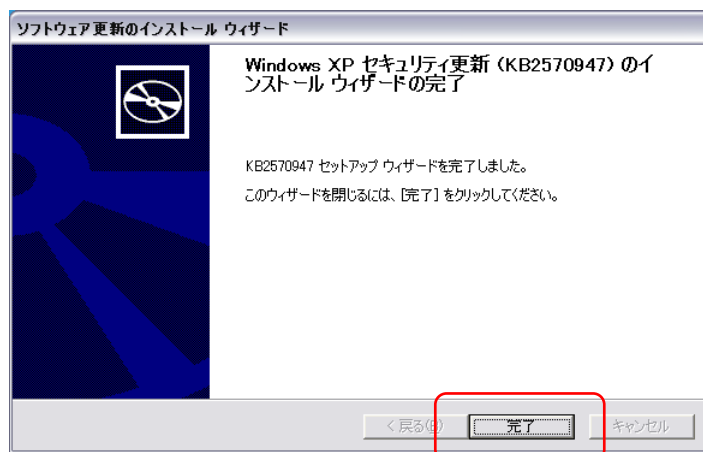 ソフトウェア更新のインストール ウィザード
Windows XP セキュリティ更新 (KB2570947) のイ
ンストール ウィザードの完了
KB2570947 セットアップ ウィザードを完了しました。
このウィザードを閉じるには、[完了] をクリックしてください。
< 戻る(B) 完了 キャンセル